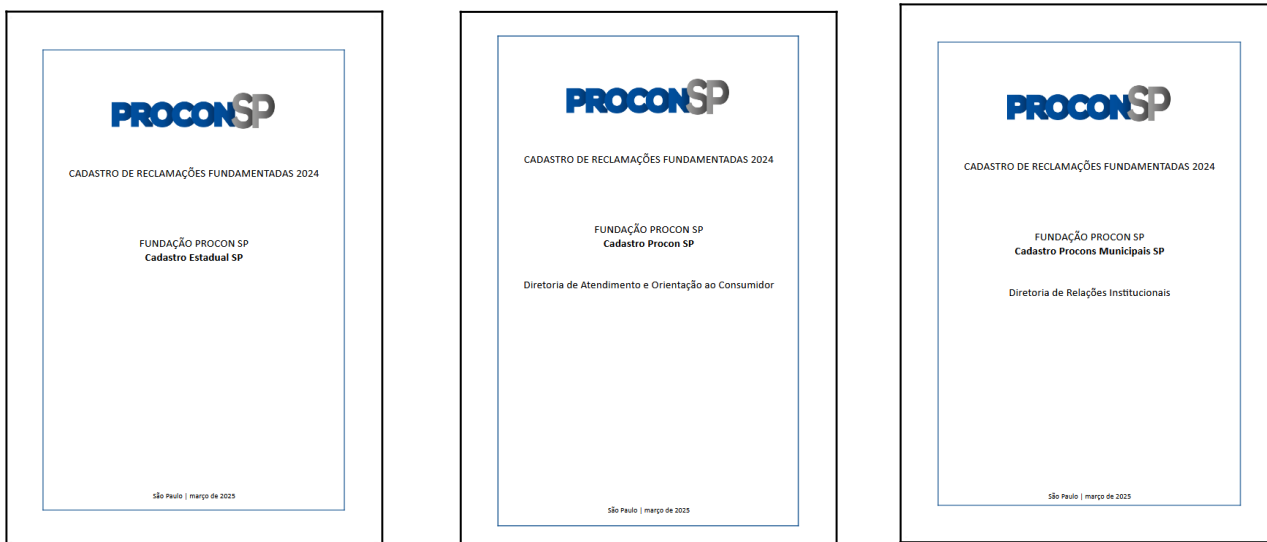 PROCONSP
CADASTRO DE RECLAMAÇÕES FUNDAMENTADAS 2024
FUNDAÇÃO PROCON SP
Cadastro Estadual SP
São Paulo | março de 2025
PROCONSP
CADASTRO DE RECLAMAÇÕES FUNDAMENTADAS 2024
FUNDAÇÃO PROCON SP
Cadastro Procon SP
Diretoria de Atendimento e Orientação ao Consumidor
São Paulo | março de 2025
PROCONSP
CADASTRO DE RECLAMAÇÕES FUNDAMENTADAS 2024
FUNDAÇÃO PROCON SP
Cadastro Procons Municipais SP
Diretoria de Relações Institucionais
São Paulo | março de 2025